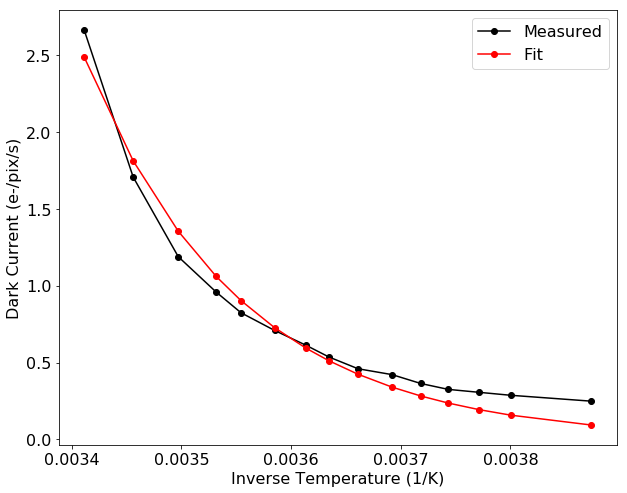 Measured
Fit
2.5
2.0
1.5
1.0
0.5
0.0
Dark Current (e-/pix/s)
0.0034
0.0035
0.0036
0.0037
0.0038
Inverse Temperature (1/K)